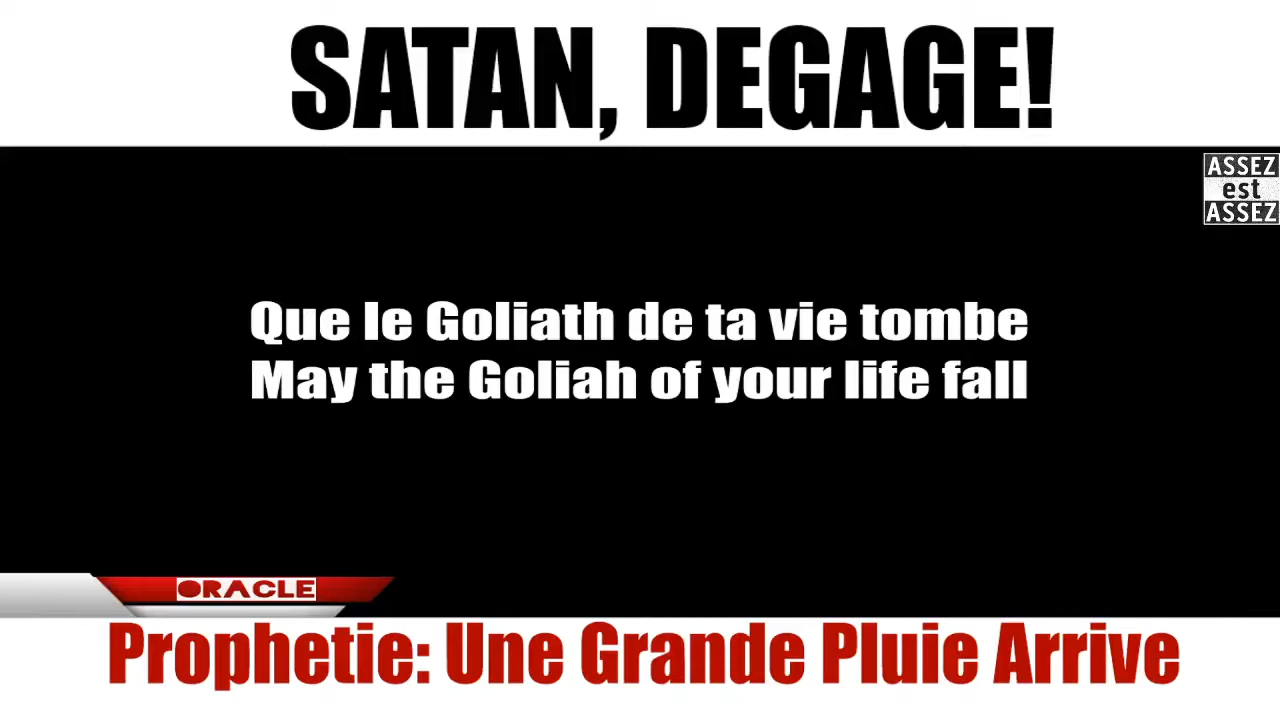 SATAN, DEGAGE!
ASSEZ
est
ASSEZ
Que le Goliath de ta vie tombe
May the Goliah of your life fall
ORACLE
Prophetie: Une Grande Pluie Arrive